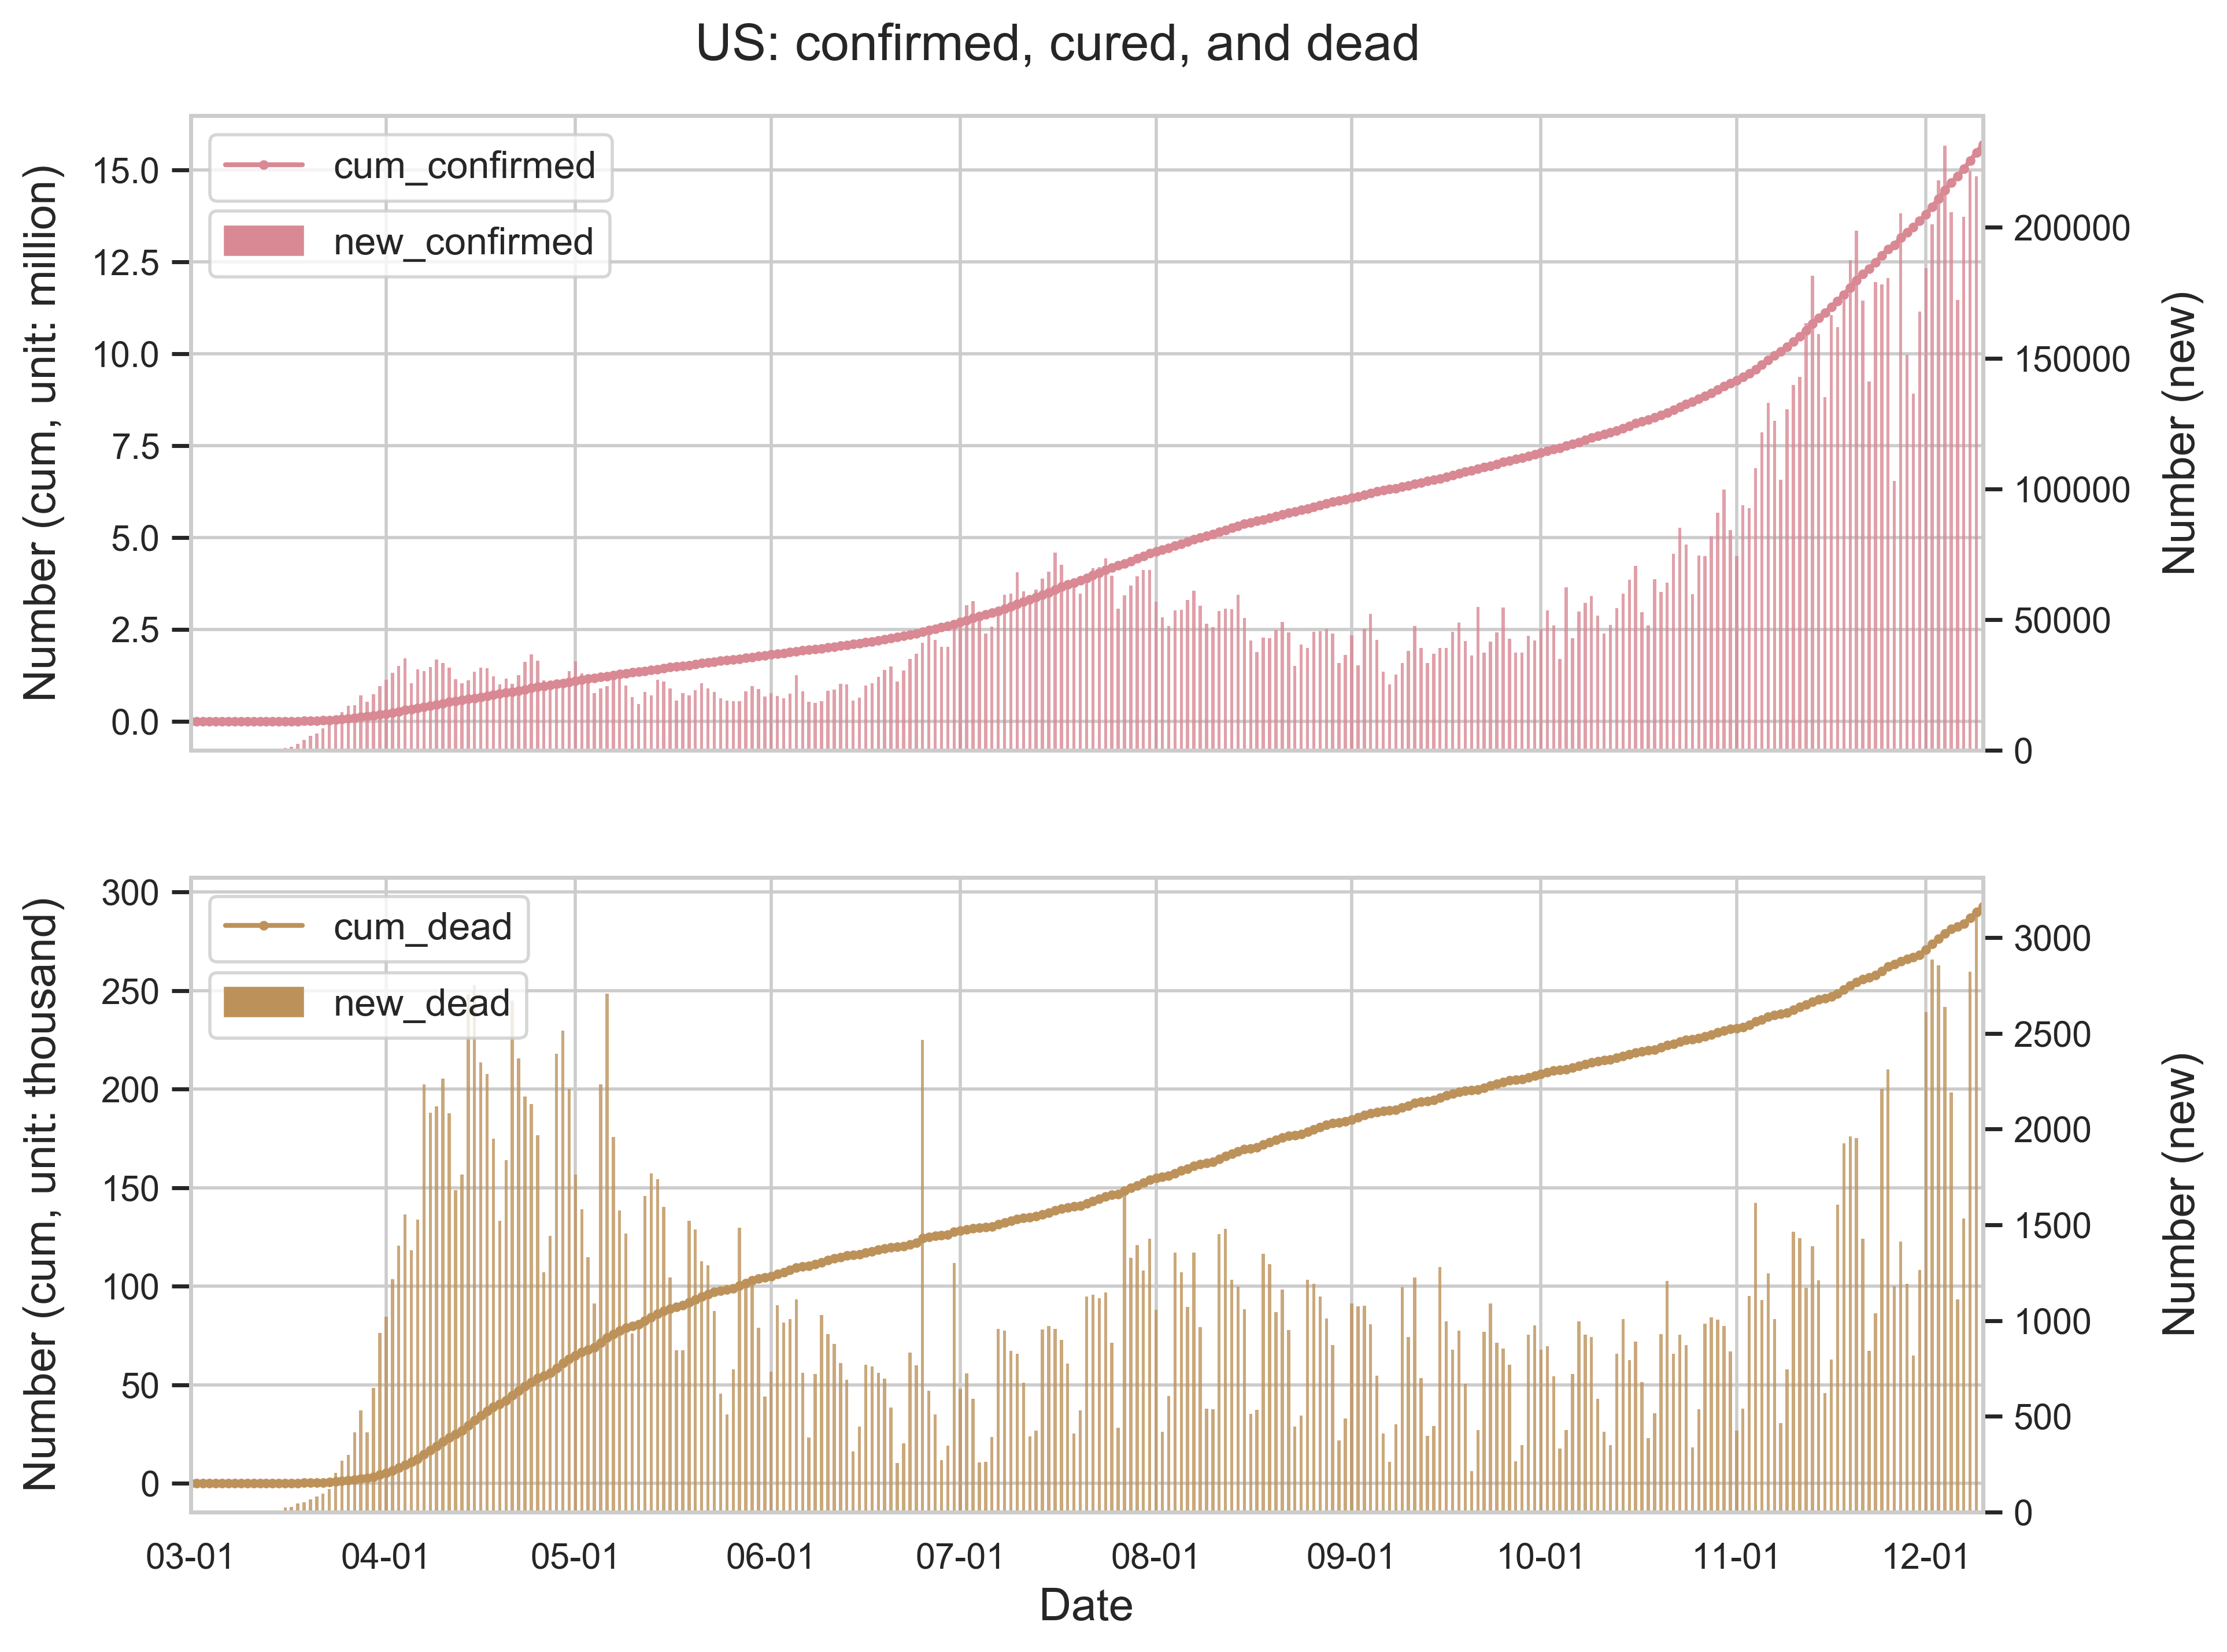 US: confirmed, cured, and dead
cum_confirmed
new_confirmed
Number (cum, unit: million)
15.0
12.5
10.0
7.5
5.0
2.5
0.0
Number (new)
200000
150000
100000
50000
0
cum_dead
new_dead
Number (cum, unit: thousand)
300
250
200
150
100
50
0
Number (new)
3000
2500
2000
1500
1000
500
0
03-01 04-01 05-01 06-01 07-01 08-01 09-01 10-01 11-01 12-01
Date